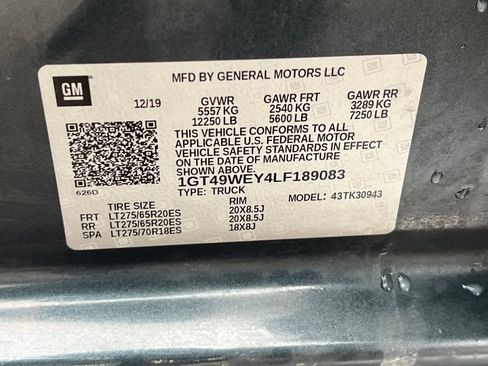 GM
MFD BY GENERAL MOTORS LLC
12/19 GVWR GAWR FRT GAWR RR
5557 KG 2540 KG 3289 KG
12250 LB 5600 LB 7250 LB
THIS VEHICLE CONFORMS TO ALL
APPLICABLE U.S. FEDERAL MOTOR
VEHICLE SAFETY STANDARDS IN EFFECT
ON THE DATE OF MANUFACTURE
1GT49WEY4LF189083
626D TYPE: TRUCK MODEL: 43TK30943
TIRE SIZE RIM
FRT LT275/65R20ES 20X8.5J
RR LT275/65R20ES 20X8.5J
SPA LT275/70R18ES 18X8J